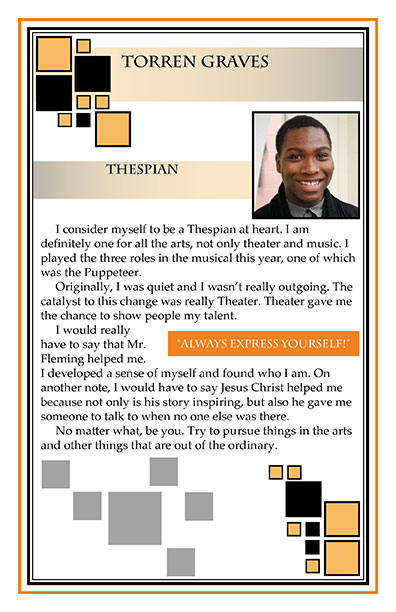 TORREN GRAVES
THESPIAN
I consider myself to be a Thespian at heart. I am
definitely one for all the arts, not only theater and music. I
played the three roles in the musical this year, one of which
was the Puppeteer.
Originally, I was quiet and I wasn't really outgoing. The
catalyst to this change was really Theater. Theater gave me
the chance to show people my talent.
I would really
have to say that Mr.
Fleming helped me.
"ALWAYS EXPRESS YOURSELF!"
I developed a sense of myself and found who I am. On
another note, I would have to say Jesus Christ helped me
because not only is his story inspiring, but also he gave me
someone to talk to when no one else was there.
No matter what, be you. Try to pursue things in the arts
and other things that are out of the ordinary.